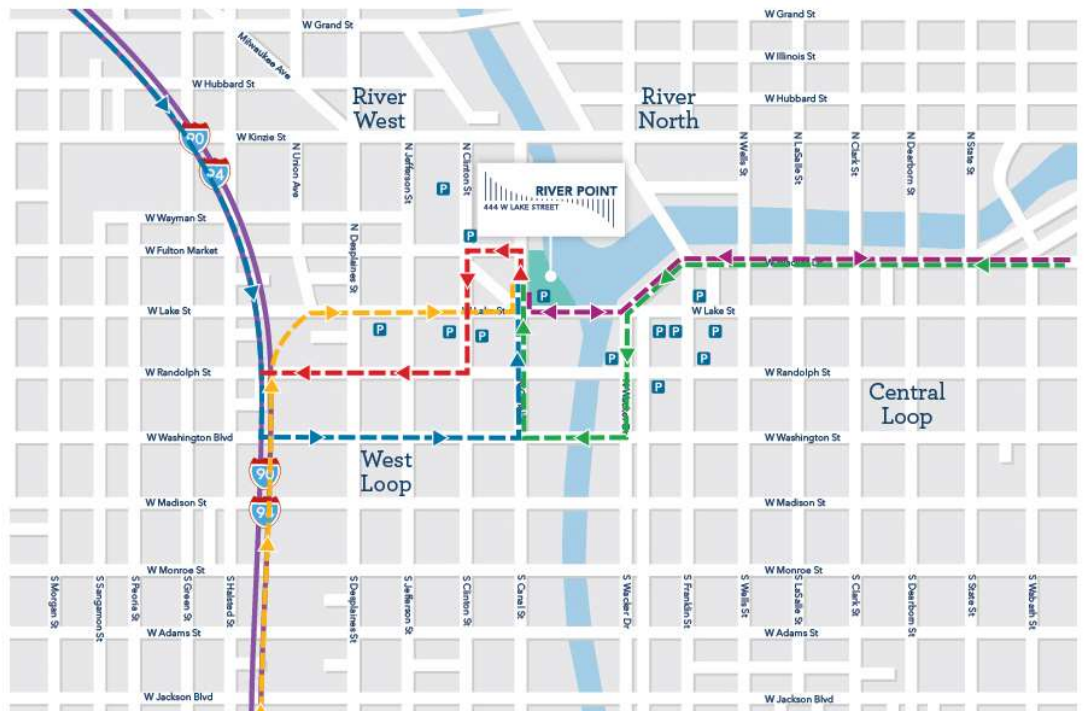 W Grand St
W Grand St
Milwaukee Ave
W Illinois St
W Hubbard St
River
West
River
North
W Hubbard St
90
94
W Kinzie St
N Union Ave
N Jefferson St
N Clinton St
N Wells St
N LaSalle St
N Clark St
N Dearborn St
N State St
P
RIVER POINT
444 W LAKE STREET
W Wayman St
N Desplaines St
P
W Fulton Market
P
P
W Lake St
W Lake St
W Lake St
P
P
P
P
P
P
P
P
P
W Randolph St
W Randolph St
Central
Loop
W Washington Blvd
W Washington St
West
Loop
90
94
W Madison St
W Madison St
W Monroe St
W Monroe St
S Morgan St
S Sangamon St
S Peoria St
S Green St
S Halsted St
S Desplaines St
S Jefferson St
S Clinton St
S Canal St
S Wacker Dr
S Franklin St
S Wells St
S LaSalle St
S Clark St
S Dearborn St
S State St
S Wabash St
W Adams St
W Adams St
W Jackson Blvd
W Jackson Blvd